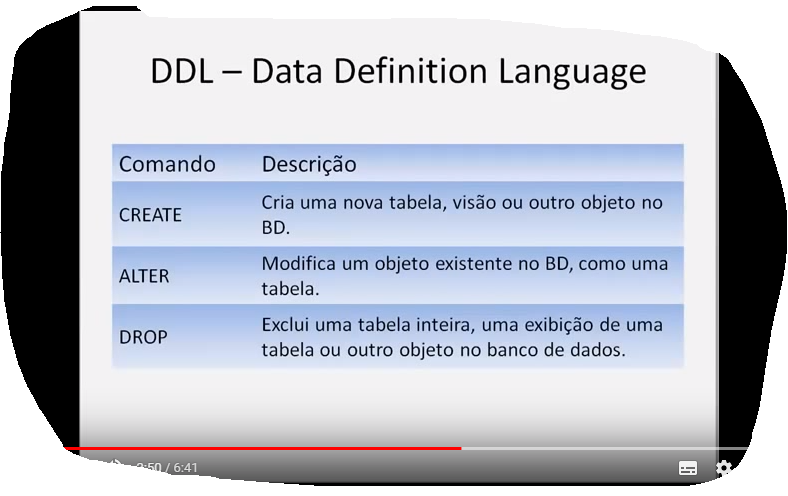 DDL – Data Definition Language
Comando Descrição
CREATE Cria uma nova tabela, visão ou outro objeto no
BD.
ALTER Modifica um objeto existente no BD, como uma
tabela.
DROP Exclui uma tabela inteira, uma exibição de uma
tabela ou outro objeto no banco de dados.
:50 / 6:41